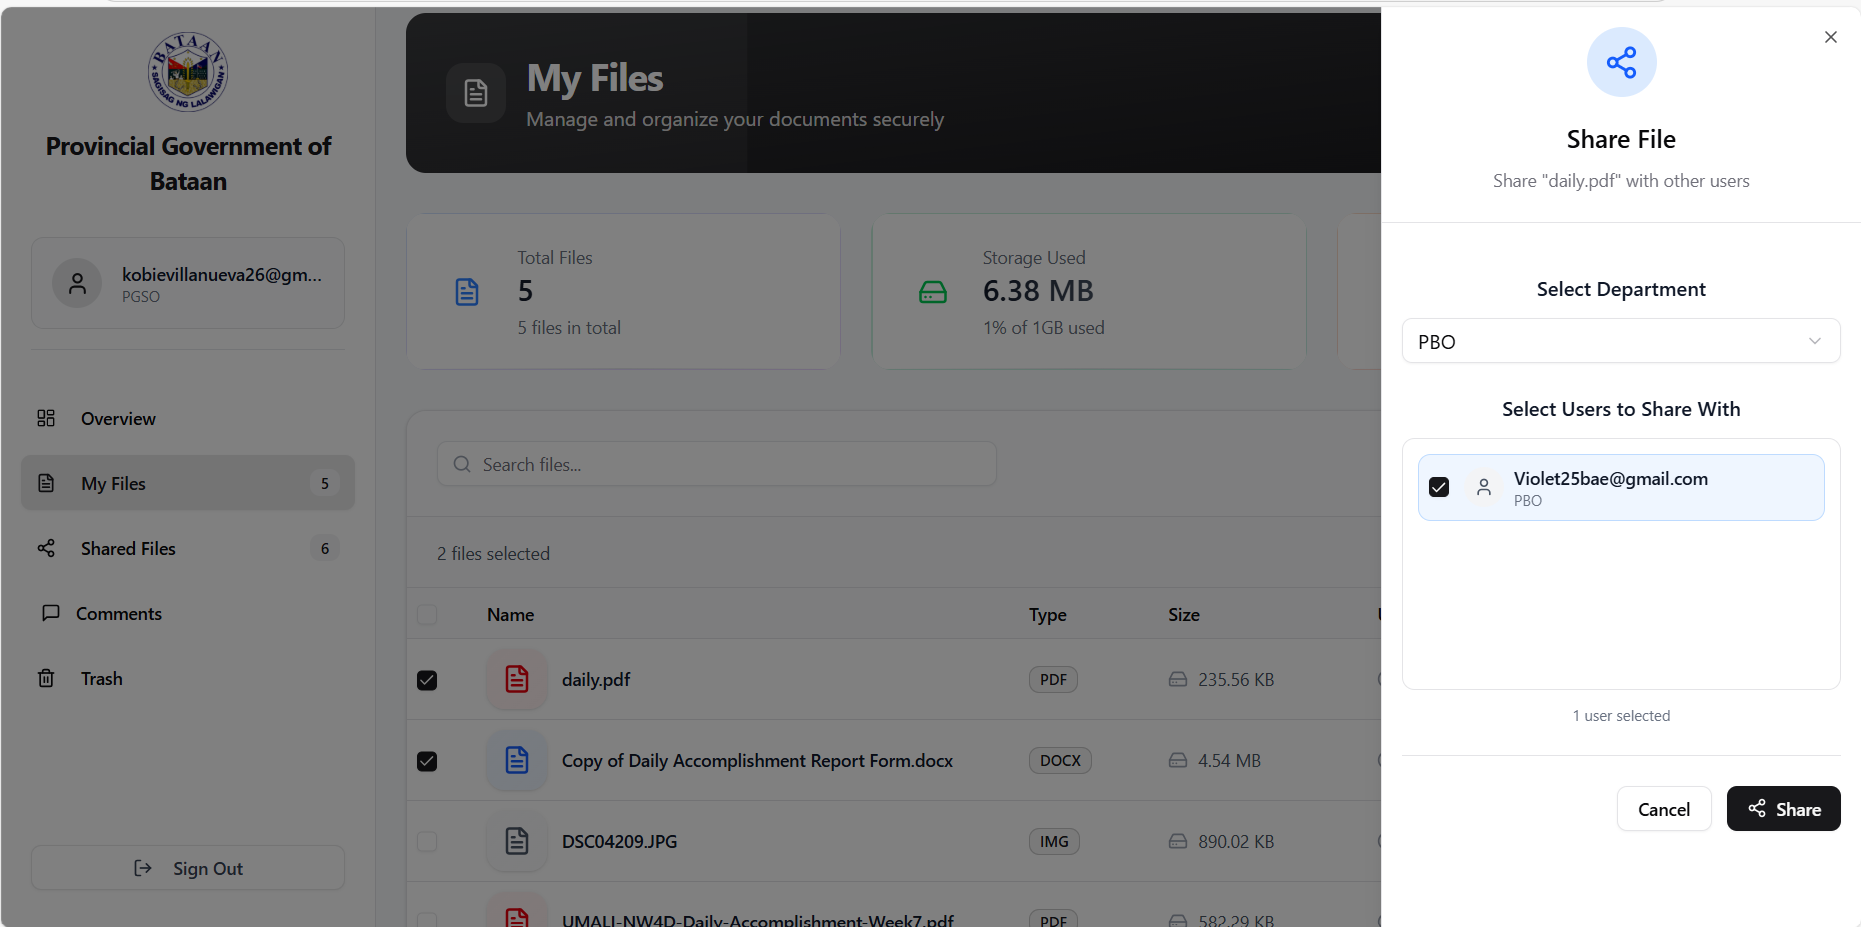 BATAAN
SAGISAG NG LALAWIGAN
Provincial Government of
Bataan
kobievillanueva26@gm...
PGSO
Overview
My Files
5
Shared Files
6
Comments
Trash
Sign Out
My Files
Manage and organize your documents securely
Total Files
5
5 files in total
Storage Used
6.38 MB
1% of 1GB used
Search files...
2 files selected
Name
Type
Size
daily.pdf
PDF
235.56 KB
Copy of Daily Accomplishment Report Form.docx
DOCX
4.54 MB
DSC04209.JPG
IMG
890.02 KB
UMALI-NW4D-Daily-Accomplishment-Week7.pdf
PDF
582.29 KB
Share File
Share "daily.pdf" with other users
Select Department
PBO
Select Users to Share With
Violet25bae@gmail.com
PBO
1 user selected
Cancel
Share